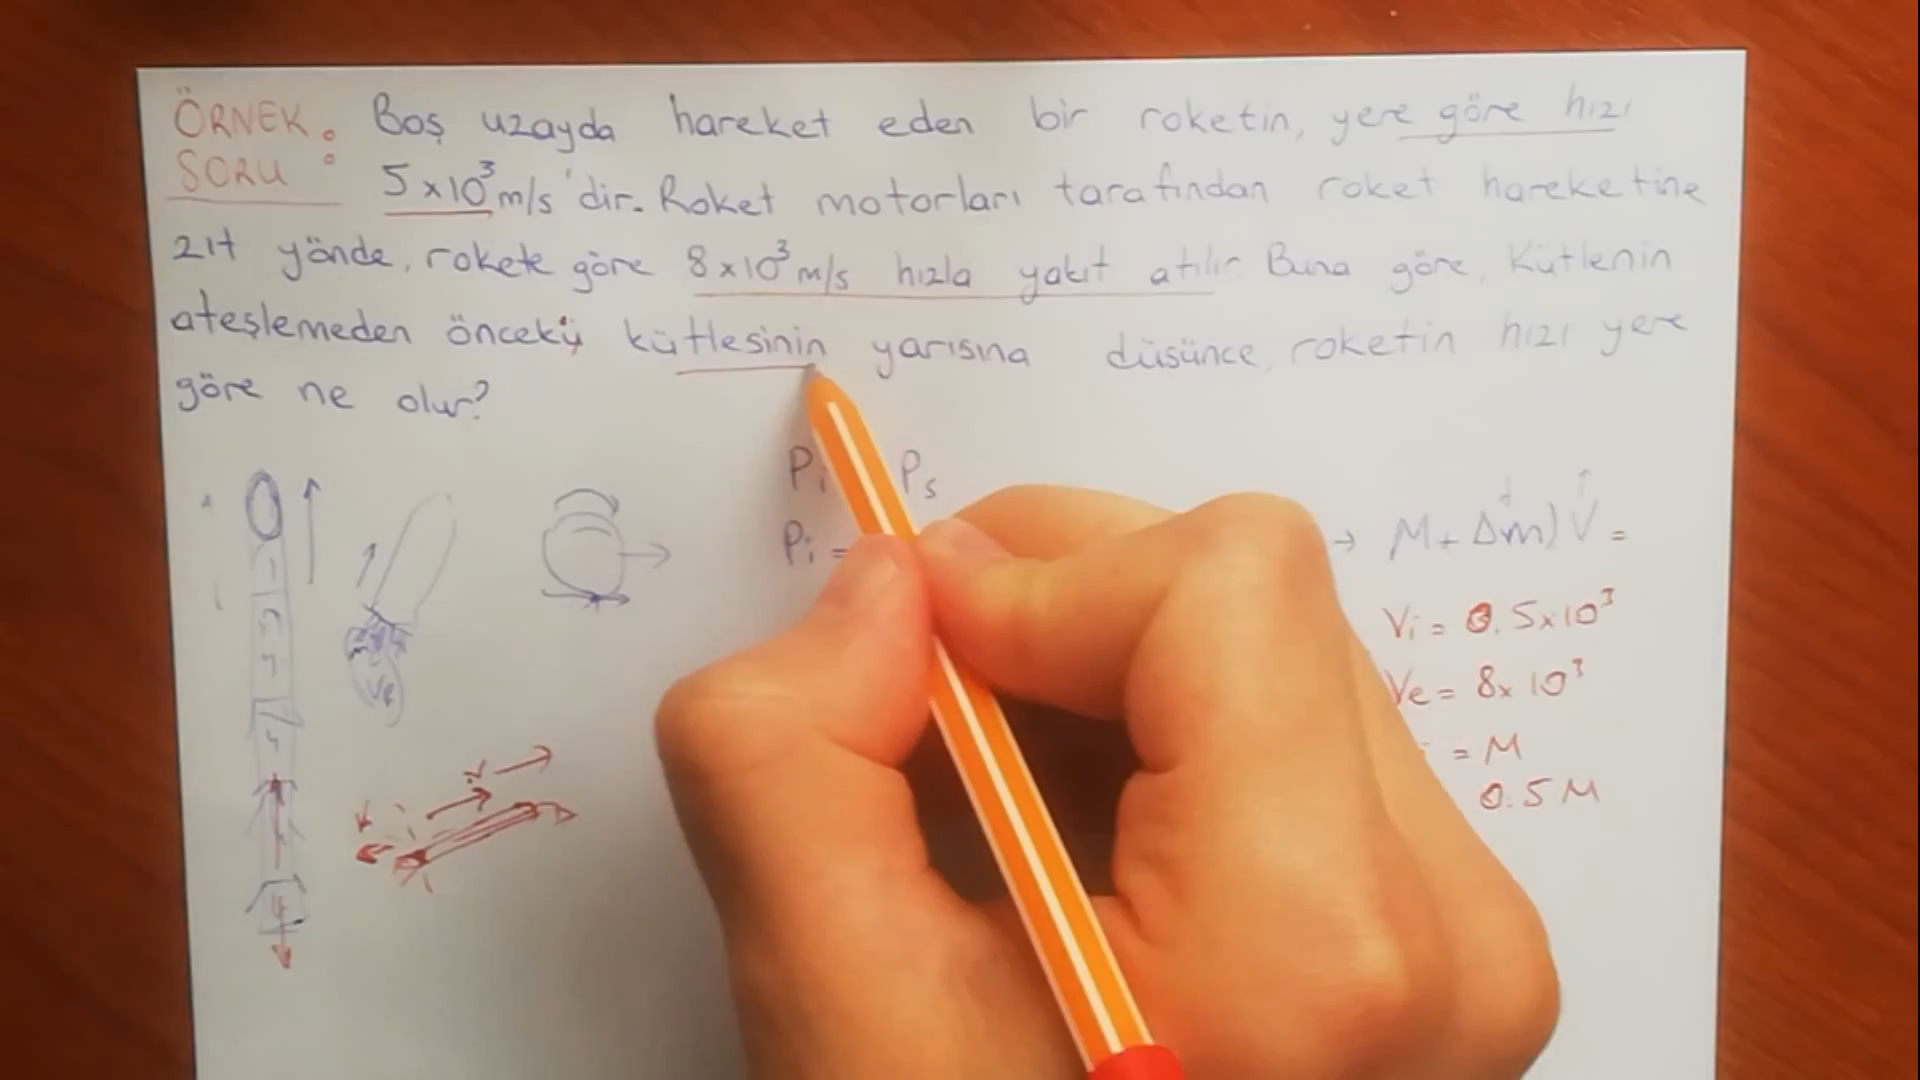 ÖRNEK: Boş uzayda hareket eden bir roketin, yere göre hızı
SORU : 5x10³ m/s'dir. Roket motorları tarafından roket hareketine
zıt yönde, rokete göre 8x10³ m/s hızla yakıt atılır. Buna göre, Kütlenin
ateşlemeden önceki kütlesinin yarısına düşünce, roketin hızı yere
göre ne olur?
Pi Ps
Pi =
→ M + Δm) V =
Vi = 0.5x10³
Ve = 8x10³
= M
0.5M
Ve